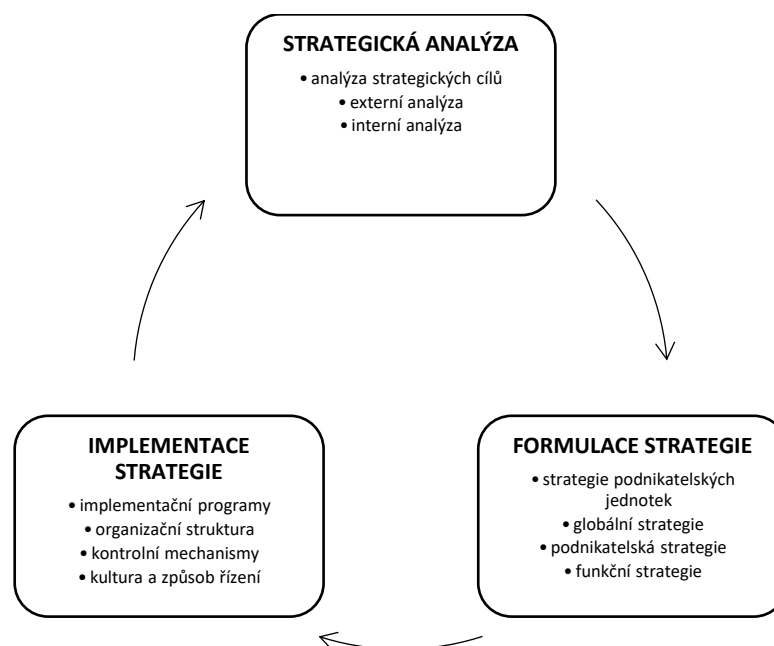 STRATEGICKÁ ANALÝZA
• analýza strategických cílů
• externí analýza
• interní analýza
IMPLEMENTACE
STRATEGIE
• implementační programy
• organizační struktura
• kontrolní mechanismy
• kultura a způsob řízení
FORMULACE STRATEGIE
• strategie podnikatelských
jednotek
• globální strategie
• podnikatelská strategie
• funkční strategie